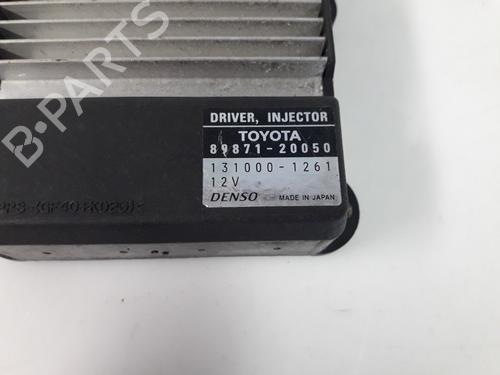 B-PARTS
DRIVER, INJECTOR
TOYOTA
89871-20050
131000-1261
12V
DENSO MADE IN JAPAN